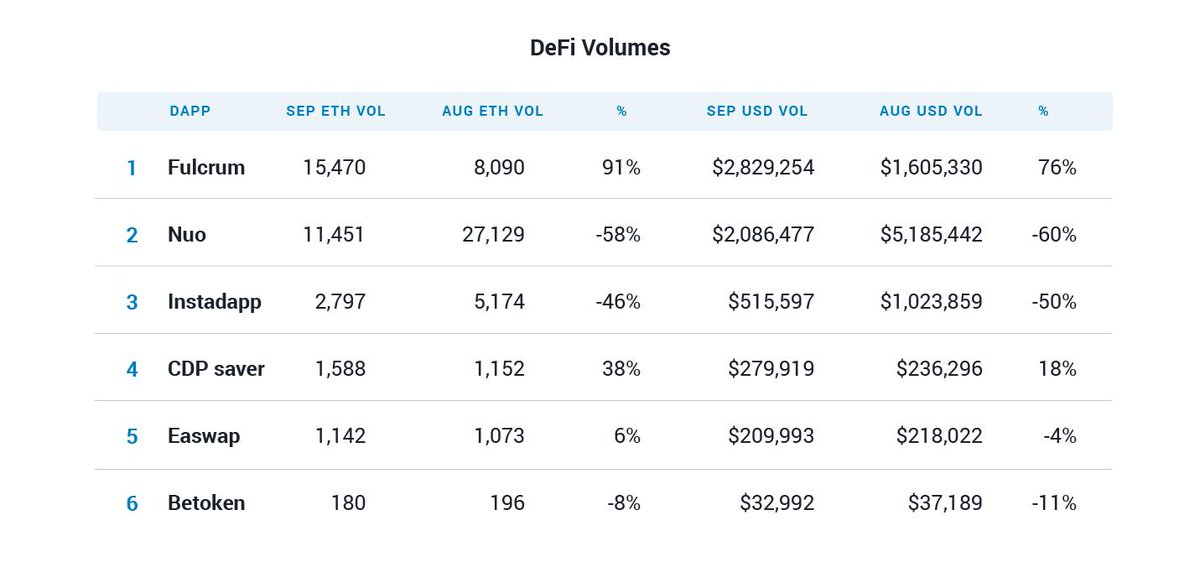 DeFi Volumes
DAPP SEP ETH VOL AUG ETH VOL % SEP USD VOL AUG USD VOL %
1 Fulcrum 15,470 8,090 91% $2,829,254 $1,605,330 76%
2 Nuo 11,451 27,129 -58% $2,086,477 $5,185,442 -60%
3 Instadapp 2,797 5,174 -46% $515,597 $1,023,859 -50%
4 CDP saver 1,588 1,152 38% $279,919 $236,296 18%
5 Easwap 1,142 1,073 6% $209,993 $218,022 -4%
6 Betoken 180 196 -8% $32,992 $37,189 -11%